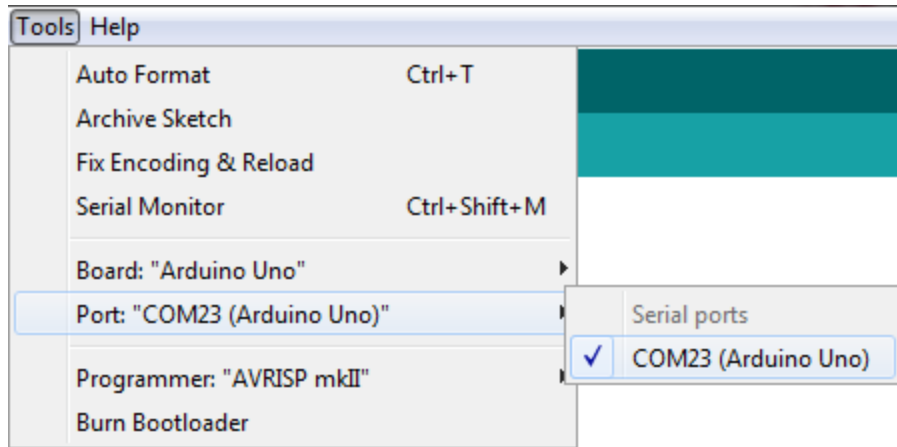 Tools Help
Auto Format Ctrl+T
Archive Sketch
Fix Encoding & Reload
Serial Monitor Ctrl+Shift+M
Board: "Arduino Uno"
Port: "COM23 (Arduino Uno)"
Serial ports
COM23 (Arduino Uno)
Programmer: "AVRISP mkII"
Burn Bootloader